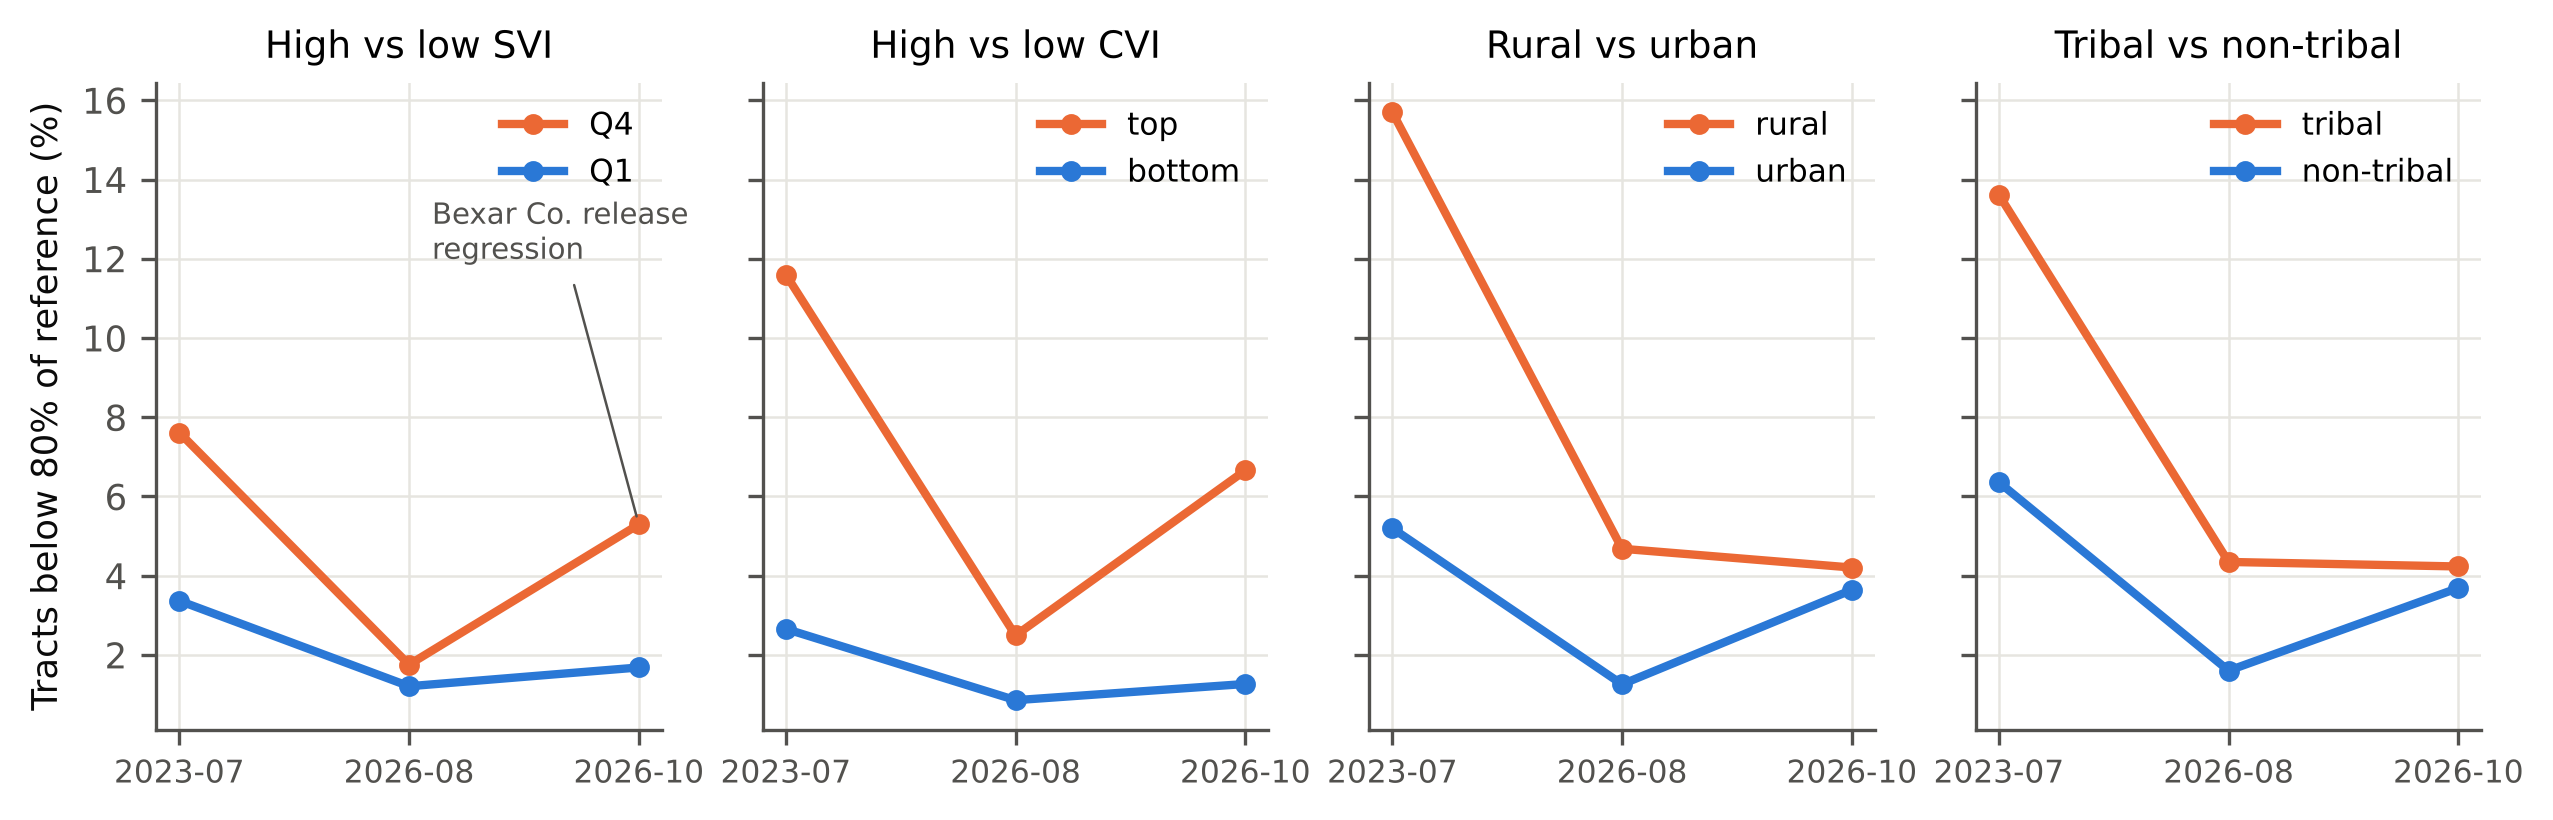 High vs low SVI
High vs low CVI
Rural vs urban
Tribal vs non-tribal
Tracts below 80% of reference (%)
16
14
12
10
8
6
4
2
Q4
Q1
Bexar Co. release
regression
2023-07
2026-08
2026-10
top
bottom
2023-07
2026-08
2026-10
rural
urban
2023-07
2026-08
2026-10
tribal
non-tribal
2023-07
2026-08
2026-10